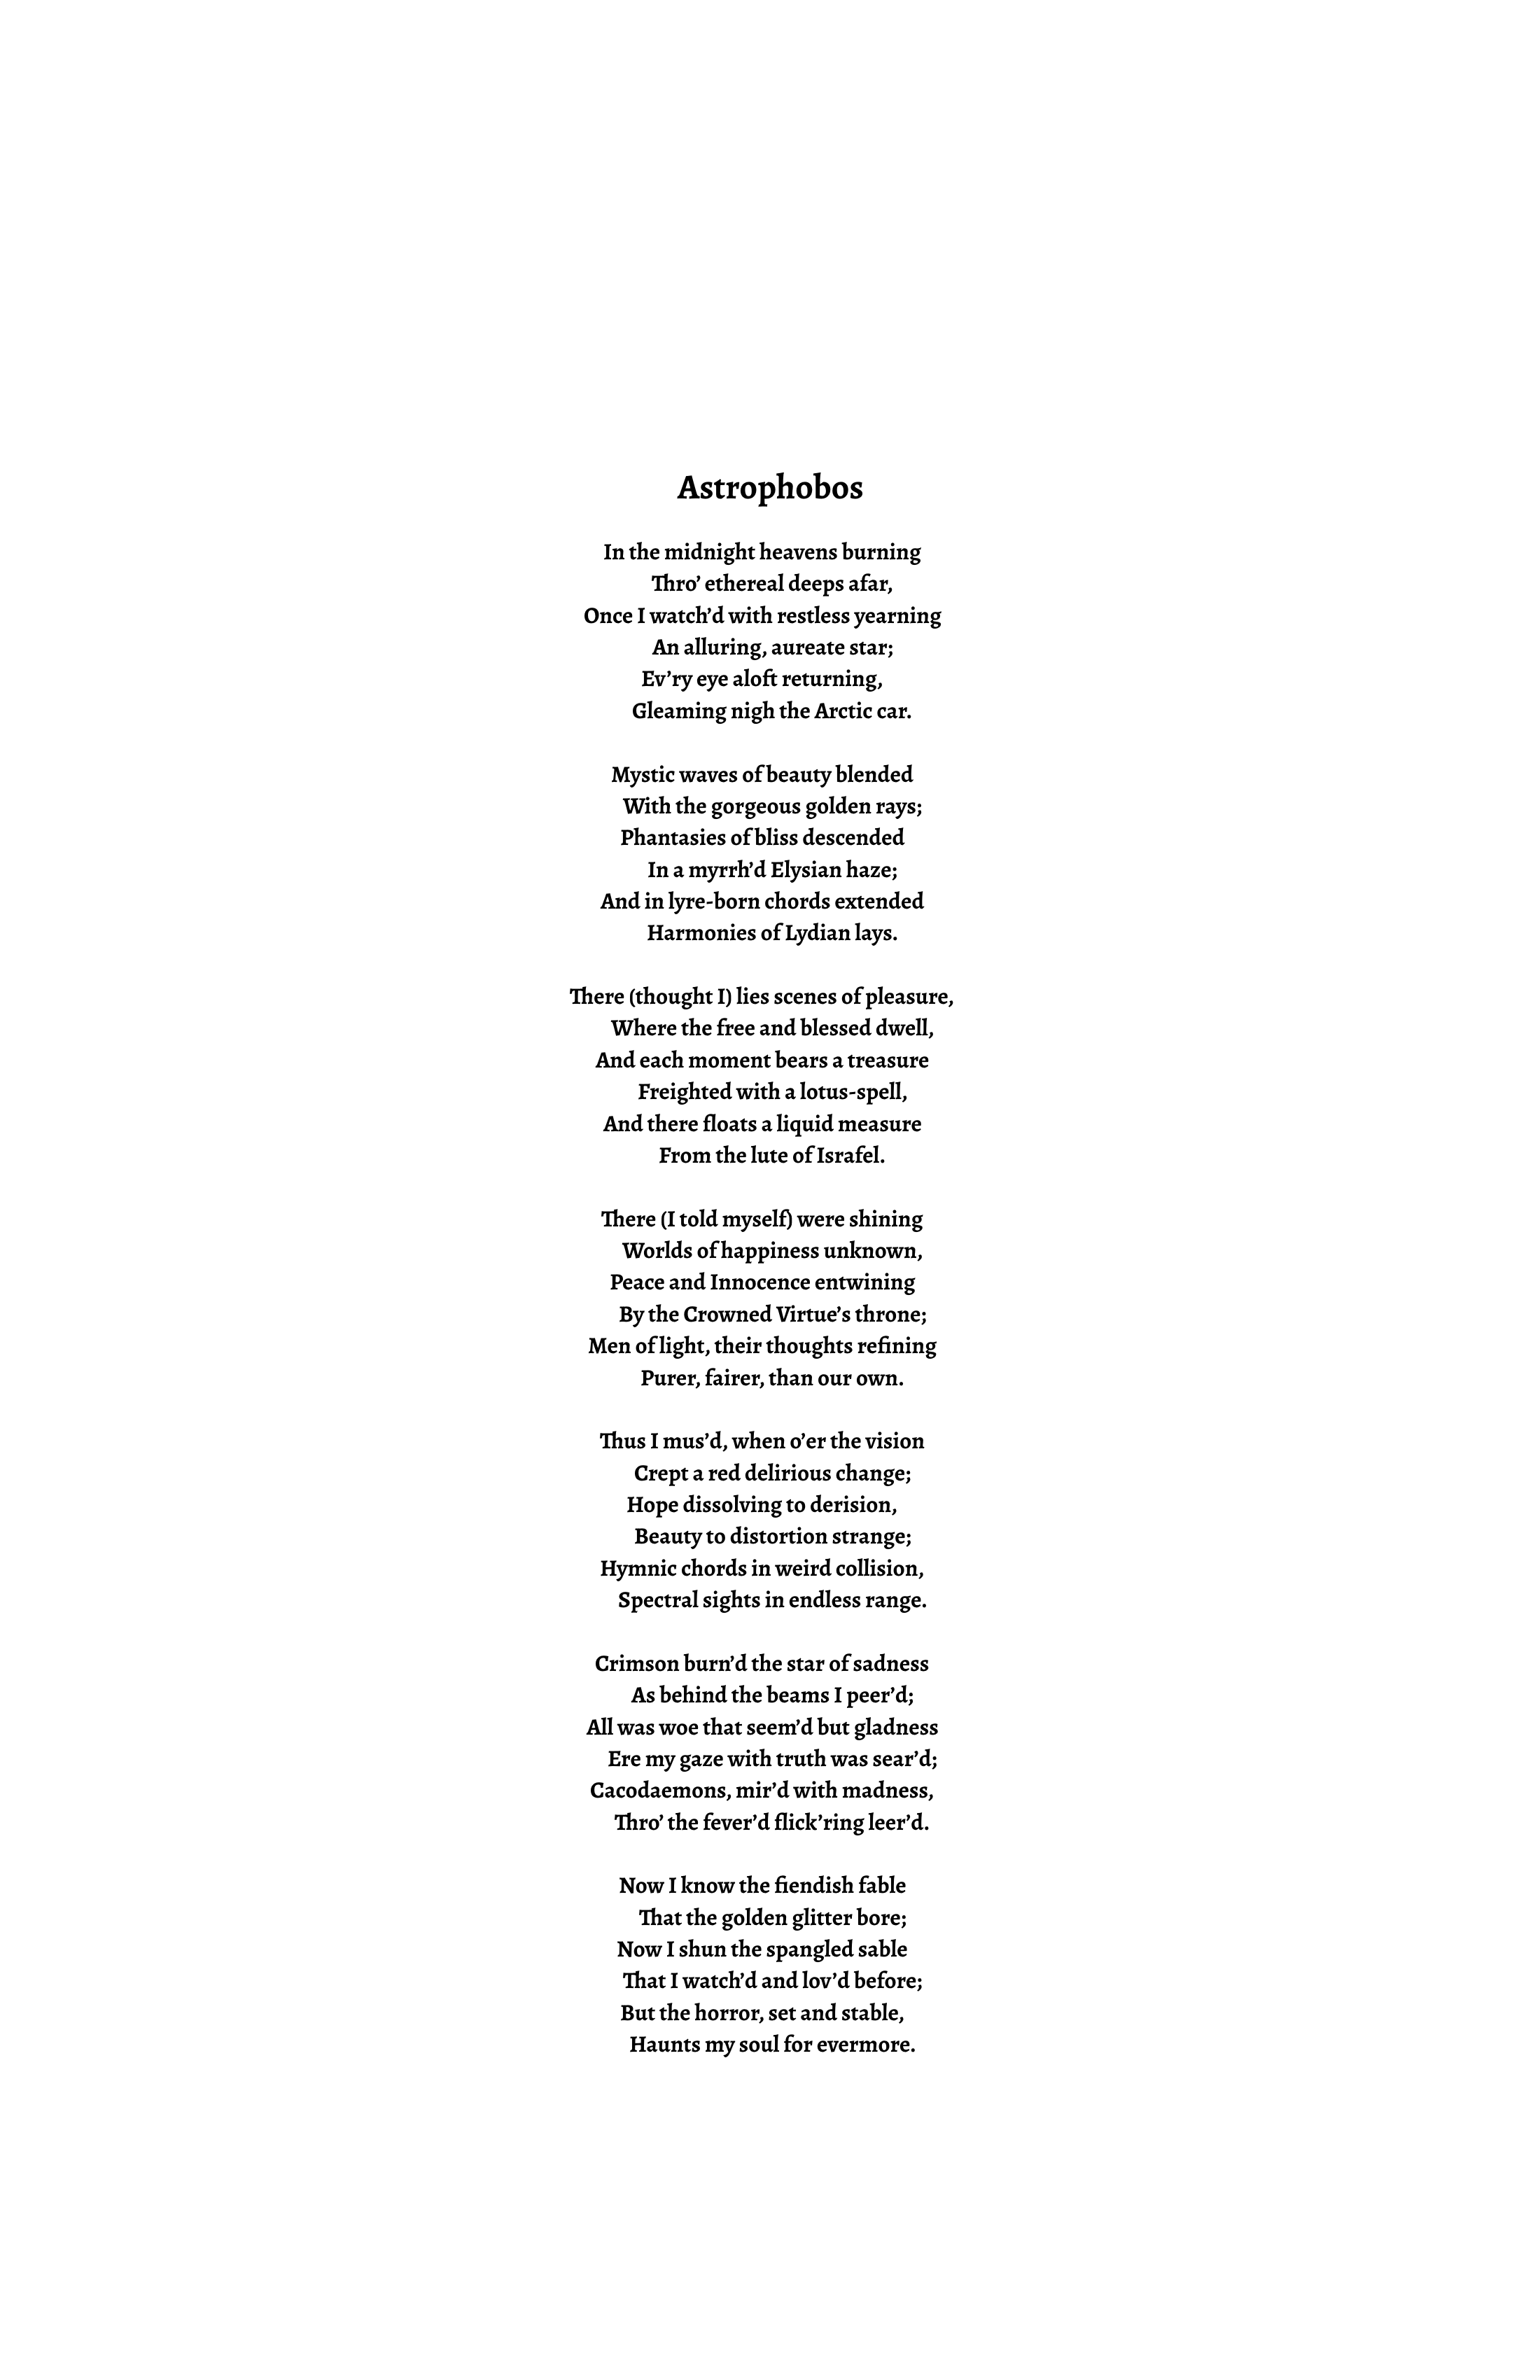 Astrophobos
In the midnight heavens burning
Thro’ ethereal deeps afar,
Once I watch’d with restless yearning
An alluring, aureate star;
Ev’ry eye aloft returning,
Gleaming nigh the Arctic car.
Mystic waves of beauty blended
With the gorgeous golden rays;
Phantasies of bliss descended
In a myrrh’d Elysian haze;
And in lyre-born chords extended
Harmonies of Lydian lays.
There (thought I) lies scenes of pleasure,
Where the free and blessed dwell,
And each moment bears a treasure
Freighted with a lotus-spell,
And there floats a liquid measure
From the lute of Israfel.
There (I told myself) were shining
Worlds of happiness unknown,
Peace and Innocence entwining
By the Crowned Virtue’s throne;
Men of light, their thoughts refining
Purer, fairer, than our own.
Thus I mus’d, when o’er the vision
Crept a red delirious change;
Hope dissolving to derision,
Beauty to distortion strange;
Hymnic chords in weird collision,
Spectral sights in endless range.
Crimson burn’d the star of sadness
As behind the beams I peer’d;
All was woe that seem’d but gladness
Ere my gaze with truth was sear’d;
Cacodaemons, mir’d with madness,
Thro’ the fever’d flick’ring leer’d.
Now I know the fiendish fable
That the golden glitter bore;
Now I shun the spangled sable
That I watch’d and lov’d before;
But the horror, set and stable,
Haunts my soul for evermore.